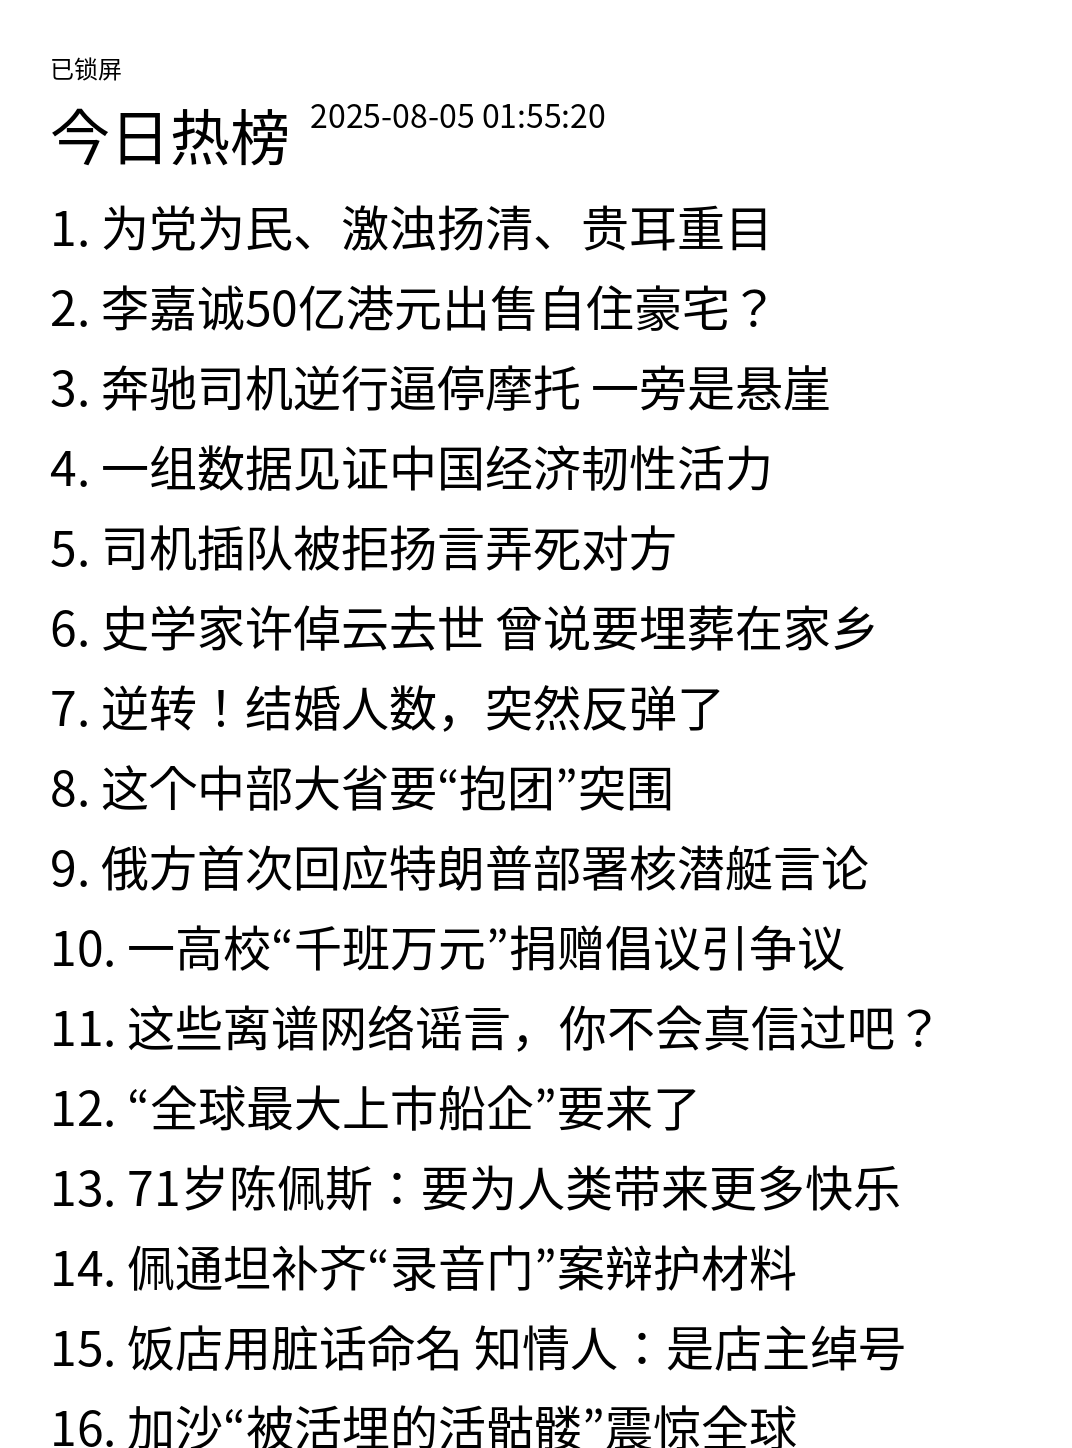 已锁屏
今日热榜 2025-08-05 01:55:20
1. 为党为民、激浊扬清、贵耳重目
2. 李嘉诚50亿港元出售自住豪宅？
3. 奔驰司机逆行逼停摩托 一旁是悬崖
4. 一组数据见证中国经济韧性活力
5. 司机插队被拒扬言弄死对方
6. 史学家许倬云去世 曾说要埋葬在家乡
7. 逆转！结婚人数，突然反弹了
8. 这个中部大省要“抱团”突围
9. 俄方首次回应特朗普部署核潜艇言论
10. 一高校“千班万元”捐赠倡议引争议
11. 这些离谱网络谣言，你不会真信过吧？
12. “全球最大上市船企”要来了
13. 71岁陈佩斯：要为人类带来更多快乐
14. 佩通坦补齐“录音门”案辩护材料
15. 饭店用脏话命名 知情人：是店主绰号
16. 加沙“被活埋的活骷髅”震惊全球